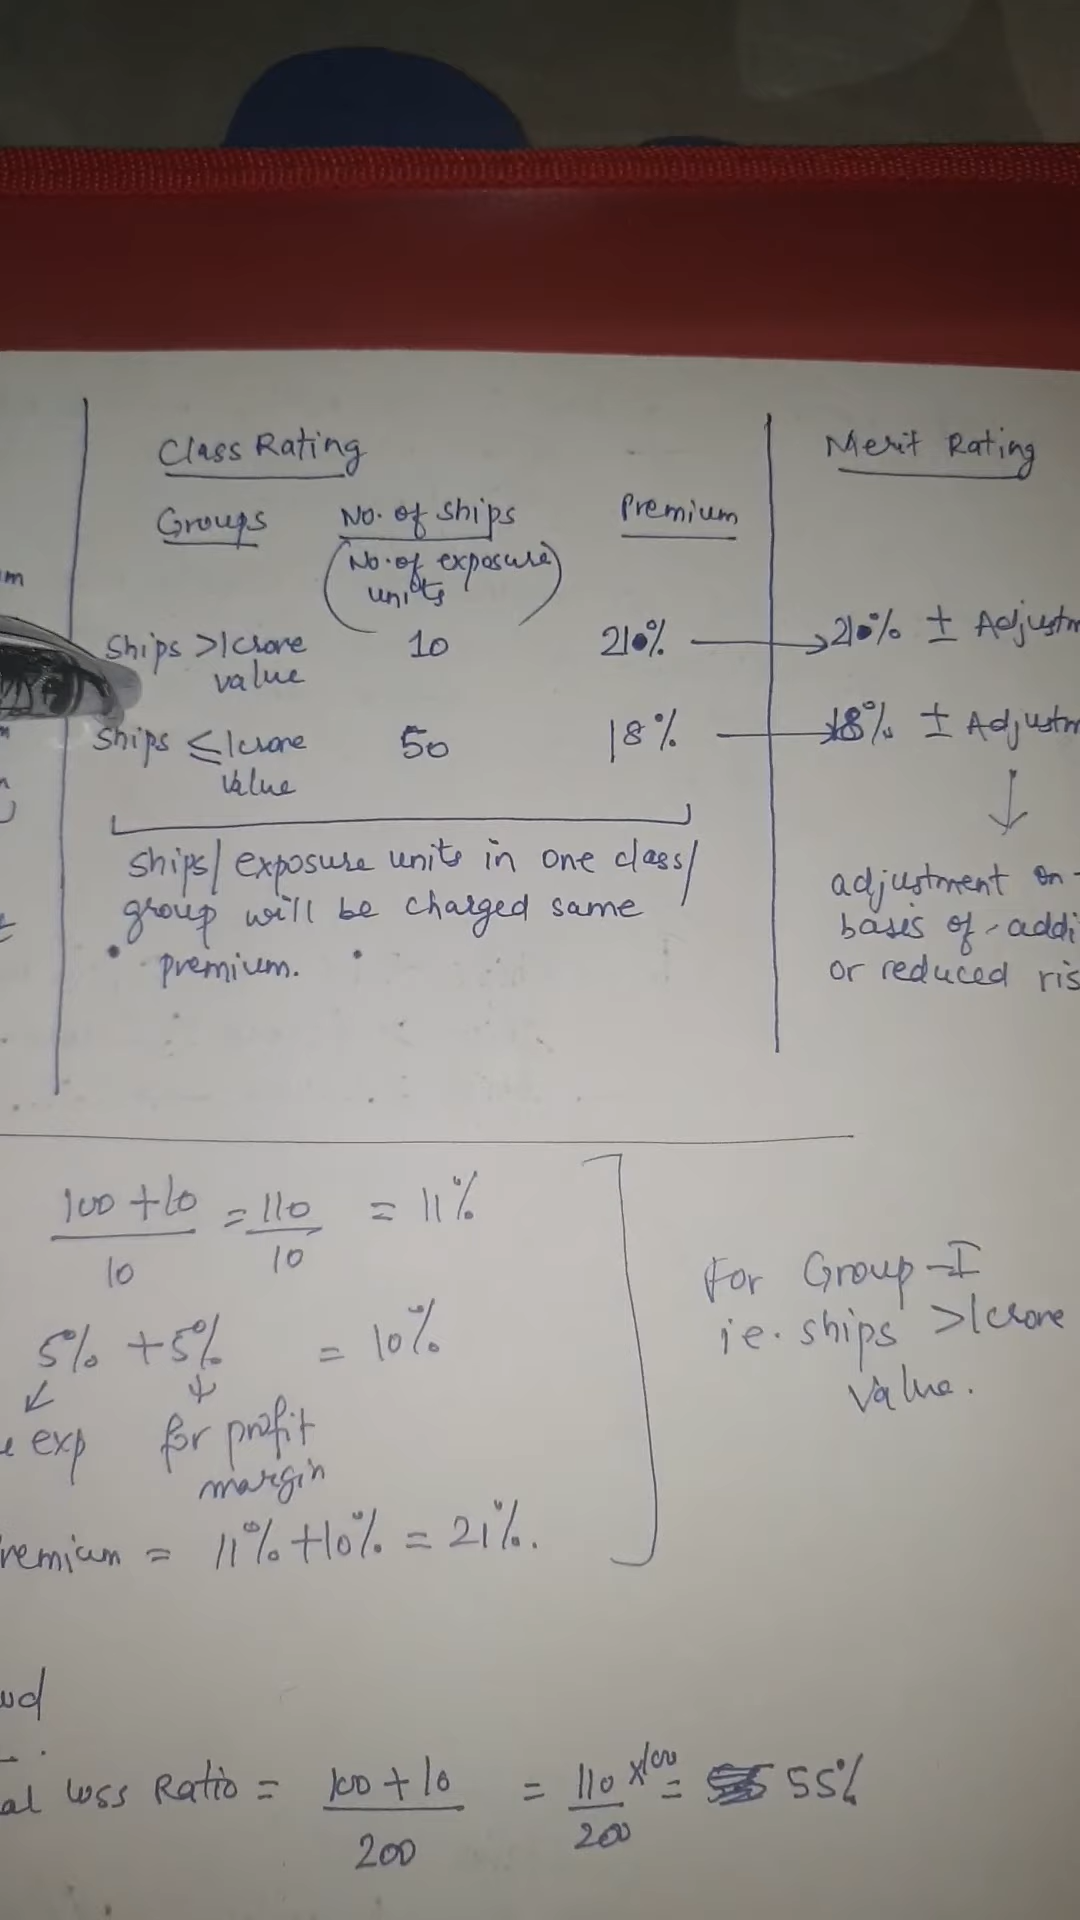 Class Rating
Groups No. of ships Premium
(No. of exposure
units)
Ships >1crore 10 21%
value
Ships ≤1crore 50 18%
value
Ships/exposure units in one class/
group will be charged same
premium.
Merit Rating
21% ± Adjustm
18% ± Adjustm
↓
adjustment on
basis of addi
or reduced ris
100+10/10 = 110/10 = 11%
5% + 5% = 10%
exp for profit
margin
remium = 11% + 10% = 21%.
For Group-I
ie. ships >1crore
value.
al loss Ratio = 100+10/200 = 110/200 x100 = 55%